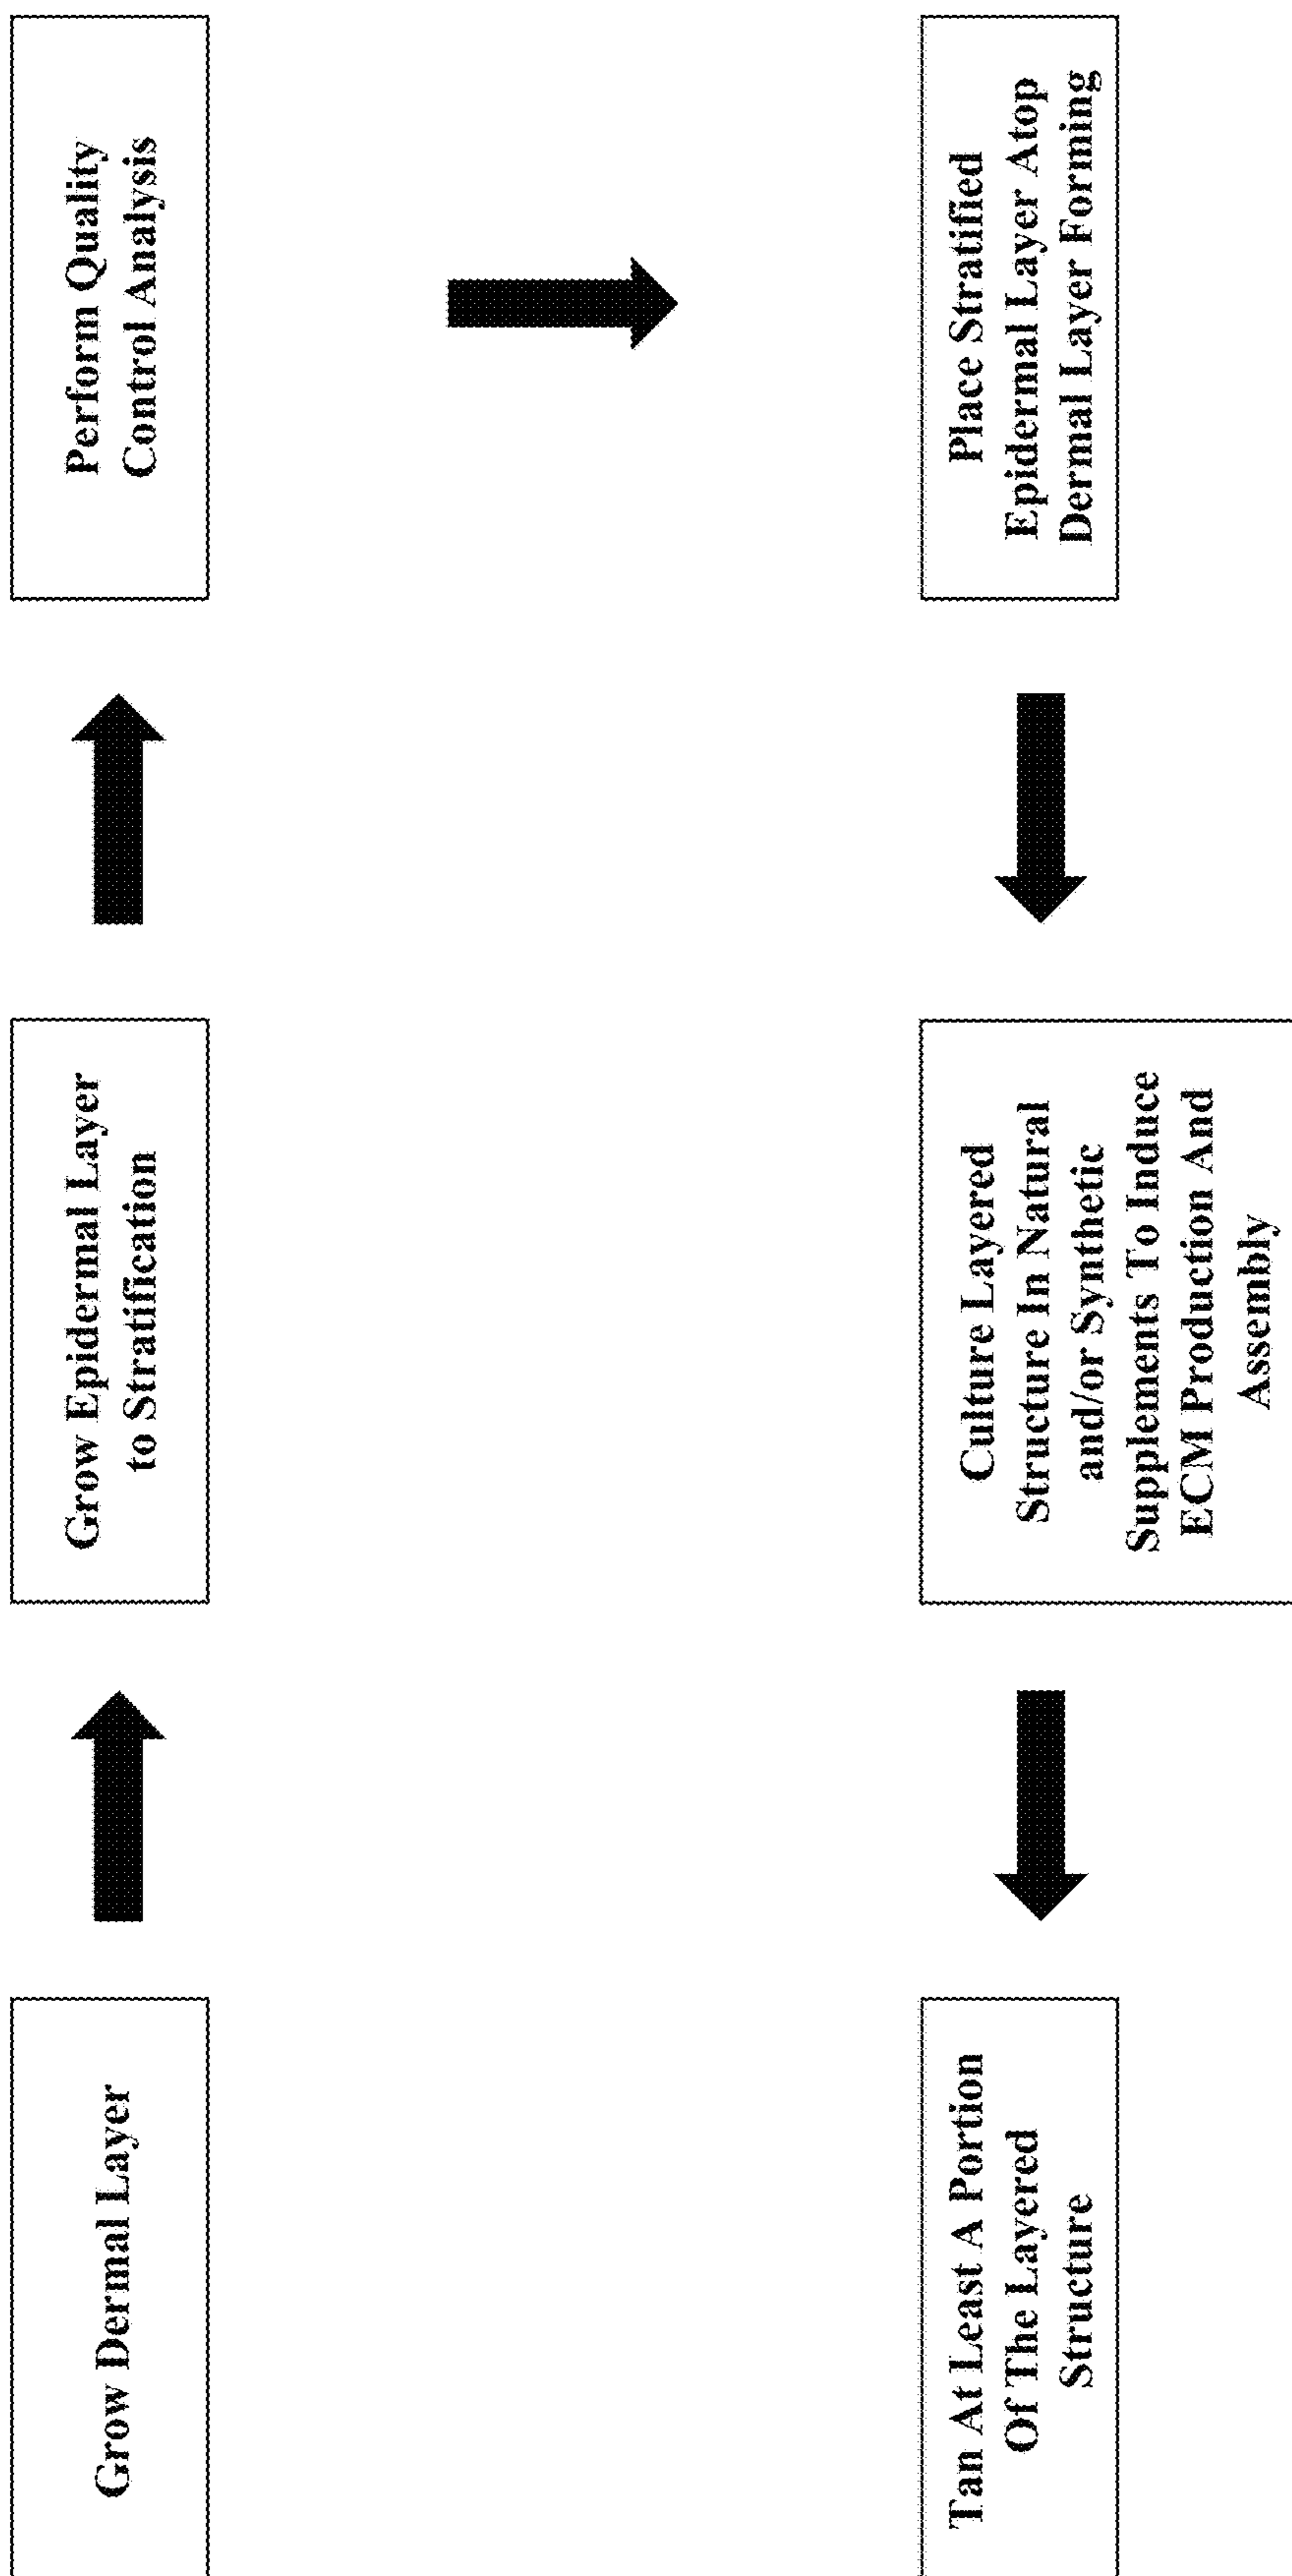 Grow Dermal Layer
Grow Epidermal Layer
to Stratification
Perform Quality
Control Analysis
Place Stratified
Epidermal Layer Atop
Dermal Layer Forming
Culture Layered
Structure In Natural
and/or Synthetic
Supplements To Induce
ECM Production And
Assembly
Tan At Least A Portion
Of The Layered
Structure